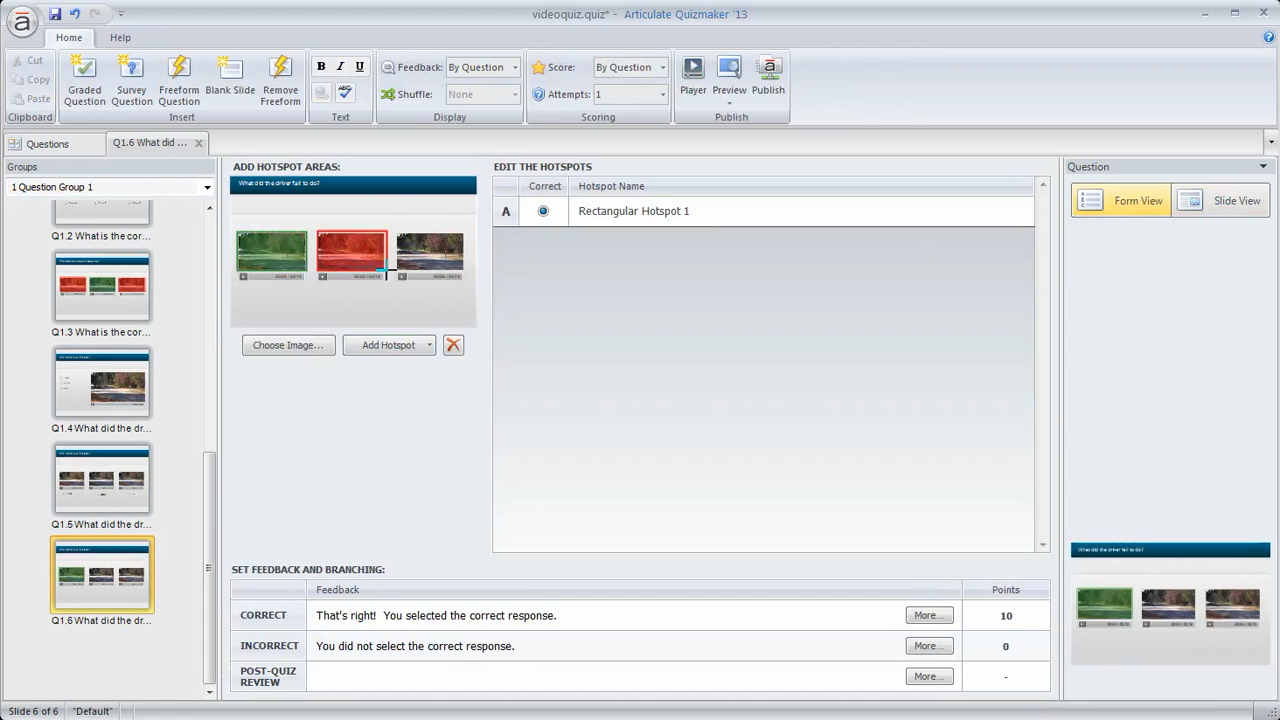 videoquiz.quiz* - Articulate Quizmaker '13
Home
Help
Cut
Copy
Paste
Clipboard
Graded Question
Survey Question
Freeform Question
Blank Slide
Remove Freeform
Insert
B I U
ABC
Text
Feedback: By Question
Shuffle: None
Display
Score: By Question
Attempts: 1
Scoring
Player
Preview
Publish
Publish
Questions
Q1.6 What did ...
Groups
1 Question Group 1
Q1.2 What is the cor...
Q1.3 What is the cor...
Q1.4 What did the dr...
Q1.5 What did the dr...
Q1.6 What did the dr...
ADD HOTSPOT AREAS:
What did the driver fail to do?
Choose Image...
Add Hotspot
EDIT THE HOTSPOTS
Correct
Hotspot Name
A
Rectangular Hotspot 1
SET FEEDBACK AND BRANCHING:
Feedback
Points
CORRECT
That's right! You selected the correct response.
More...
10
INCORRECT
You did not select the correct response.
More...
0
POST-QUIZ REVIEW
More...
-
Question
Form View
Slide View
What did the driver fail to do?
Slide 6 of 6
"Default"